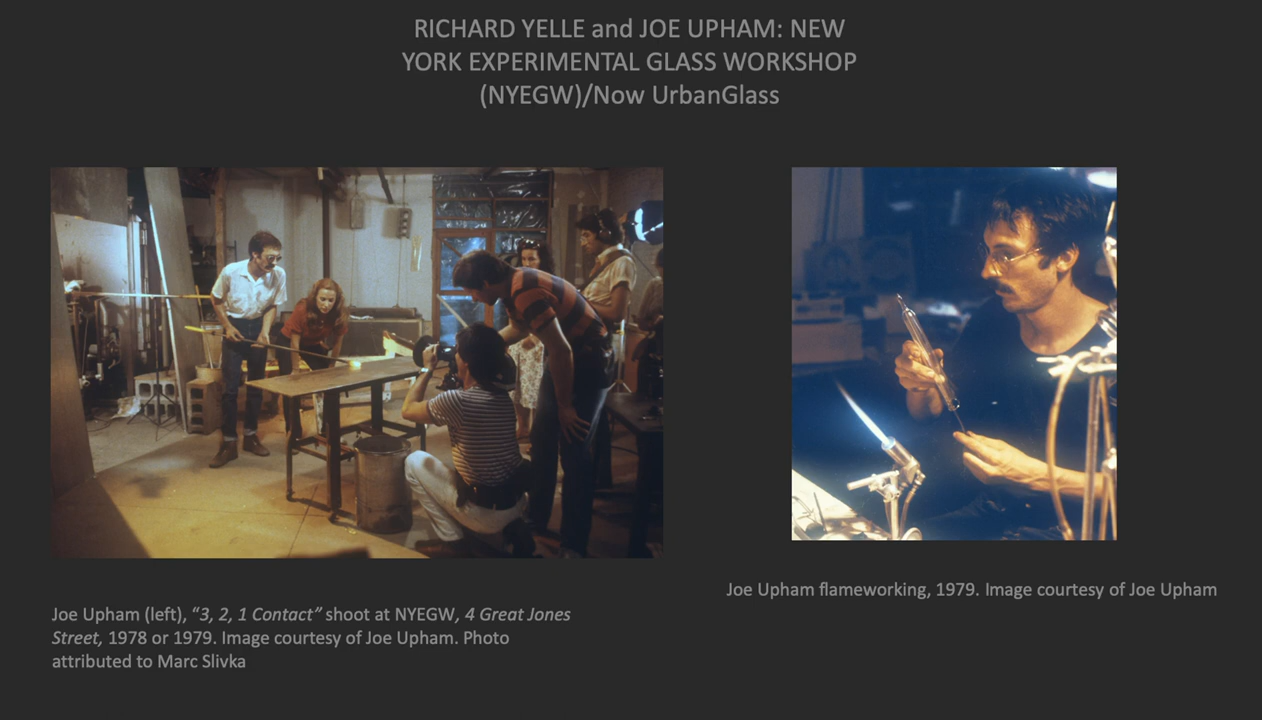 RICHARD YELLE and JOE UPHAM: NEW
YORK EXPERIMENTAL GLASS WORKSHOP
(NYEGW)/Now UrbanGlass
Joe Upham (left), “3, 2, 1 Contact” shoot at NYEGW, 4 Great Jones
Street, 1978 or 1979. Image courtesy of Joe Upham. Photo
attributed to Marc Slivka
Joe Upham flameworking, 1979. Image courtesy of Joe Upham